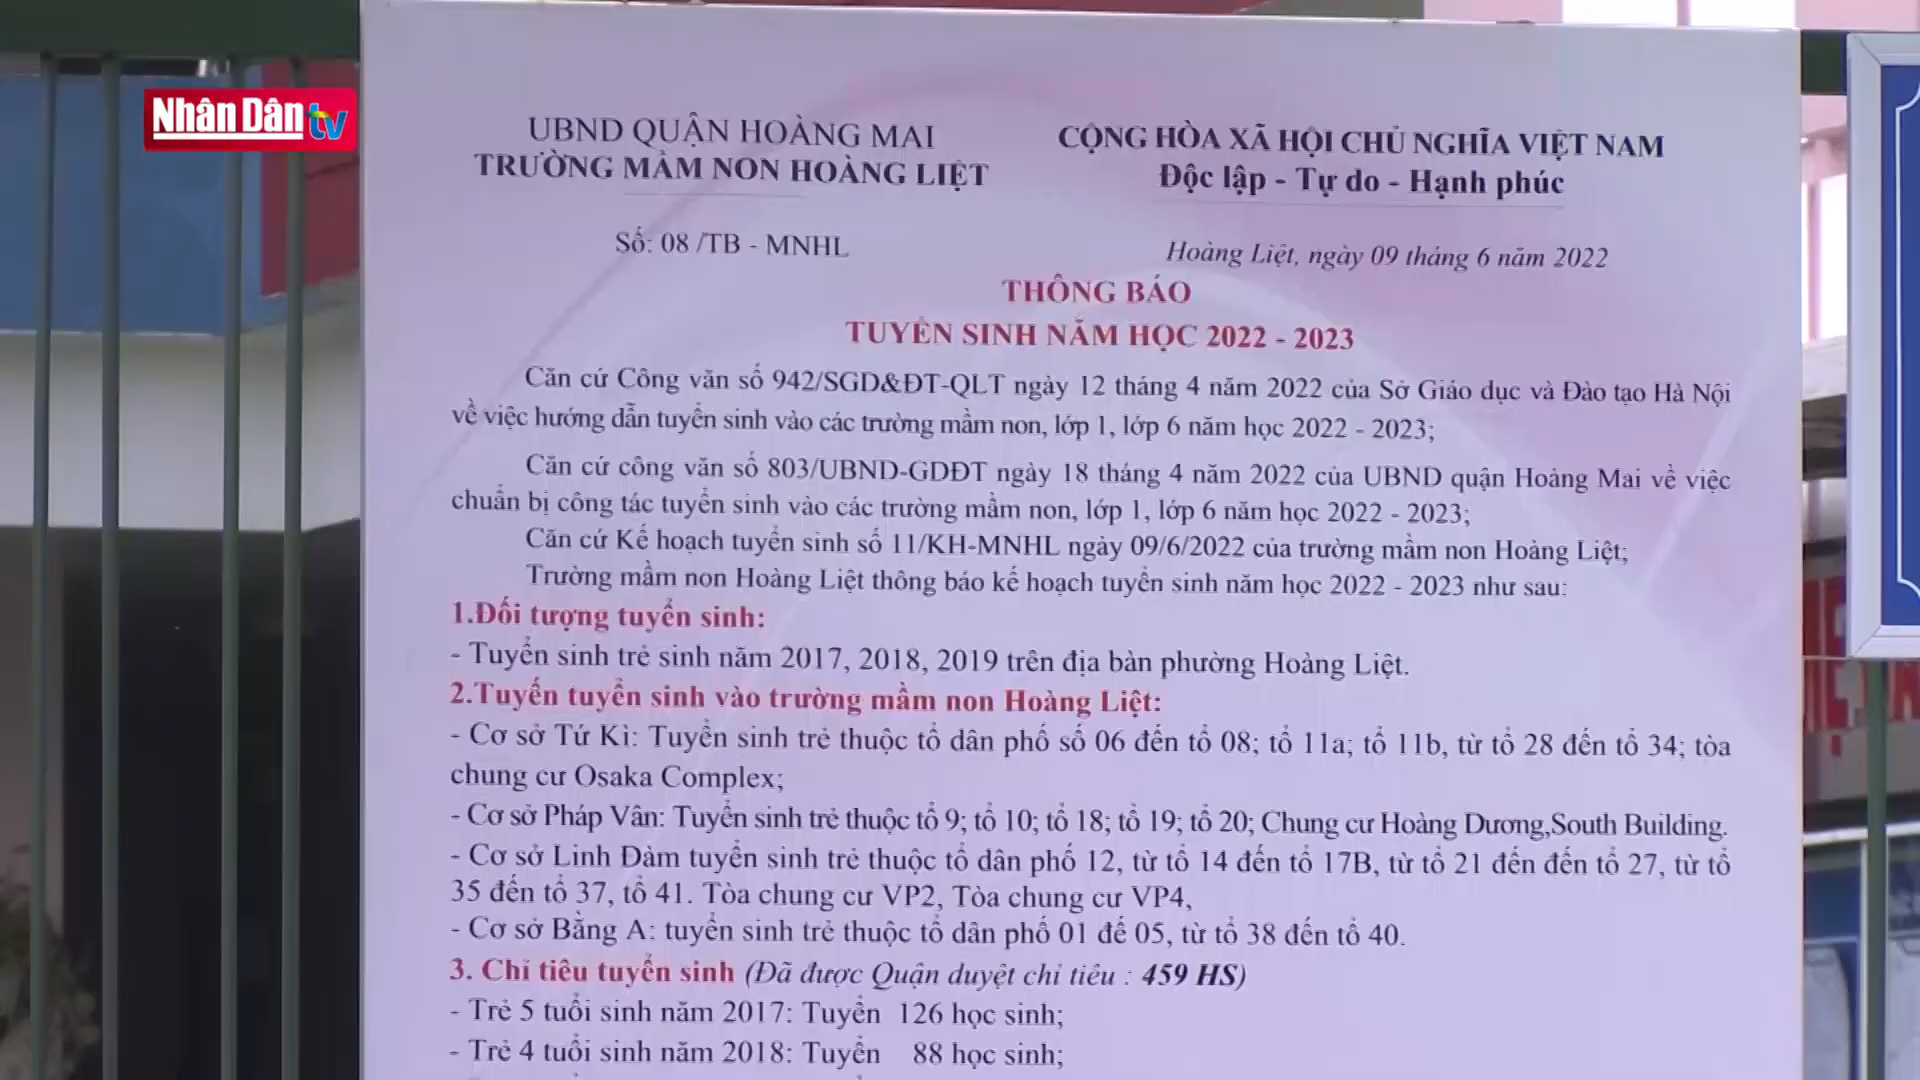 Nhân Dân tv
UBND QUẬN HOÀNG MAI
TRƯỜNG MẦM NON HOÀNG LIỆT
CỘNG HÒA XÃ HỘI CHỦ NGHĨA VIỆT NAM
Độc lập - Tự do - Hạnh phúc
Số: 08 /TB - MNHL
Hoàng Liệt, ngày 09 tháng 6 năm 2022
THÔNG BÁO
TUYỂN SINH NĂM HỌC 2022 - 2023
Căn cứ Công văn số 942/SGD&ĐT-QLT ngày 12 tháng 4 năm 2022 của Sở Giáo dục và Đào tạo Hà Nội
về việc hướng dẫn tuyển sinh vào các trường mầm non, lớp 1, lớp 6 năm học 2022 - 2023;
Căn cứ công văn số 803/UBND-GDĐT ngày 18 tháng 4 năm 2022 của UBND quận Hoàng Mai về việc
chuẩn bị công tác tuyển sinh vào các trường mầm non, lớp 1, lớp 6 năm học 2022 - 2023;
Căn cứ Kế hoạch tuyển sinh số 11/KH-MNHL ngày 09/6/2022 của trường mầm non Hoàng Liệt;
Trường mầm non Hoàng Liệt thông báo kế hoạch tuyển sinh năm học 2022 - 2023 như sau:
1.Đối tượng tuyển sinh:
- Tuyển sinh trẻ sinh năm 2017, 2018, 2019 trên địa bàn phường Hoàng Liệt.
2.Tuyến tuyển sinh vào trường mầm non Hoàng Liệt:
- Cơ sở Tứ Kì: Tuyển sinh trẻ thuộc tổ dân phố số 06 đến tổ 08; tổ 11a; tổ 11b, từ tổ 28 đến tổ 34; tòa
chung cư Osaka Complex;
- Cơ sở Pháp Vân: Tuyển sinh trẻ thuộc tổ 9; tổ 10; tổ 18; tổ 19; tổ 20; Chung cư Hoàng Dương,South Building.
- Cơ sở Linh Đàm tuyển sinh trẻ thuộc tổ dân phố 12, từ tổ 14 đến tổ 17B, từ tổ 21 đến đến tổ 27, từ tổ
35 đến tổ 37, tổ 41. Tòa chung cư VP2, Tòa chung cư VP4,
- Cơ sở Bằng A: tuyển sinh trẻ thuộc tổ dân phố 01 đế 05, từ tổ 38 đến tổ 40.
3. Chỉ tiêu tuyển sinh (Đã được Quận duyệt chỉ tiêu : 459 HS)
- Trẻ 5 tuổi sinh năm 2017: Tuyển 126 học sinh;
- Trẻ 4 tuổi sinh năm 2018: Tuyển 88 học sinh;